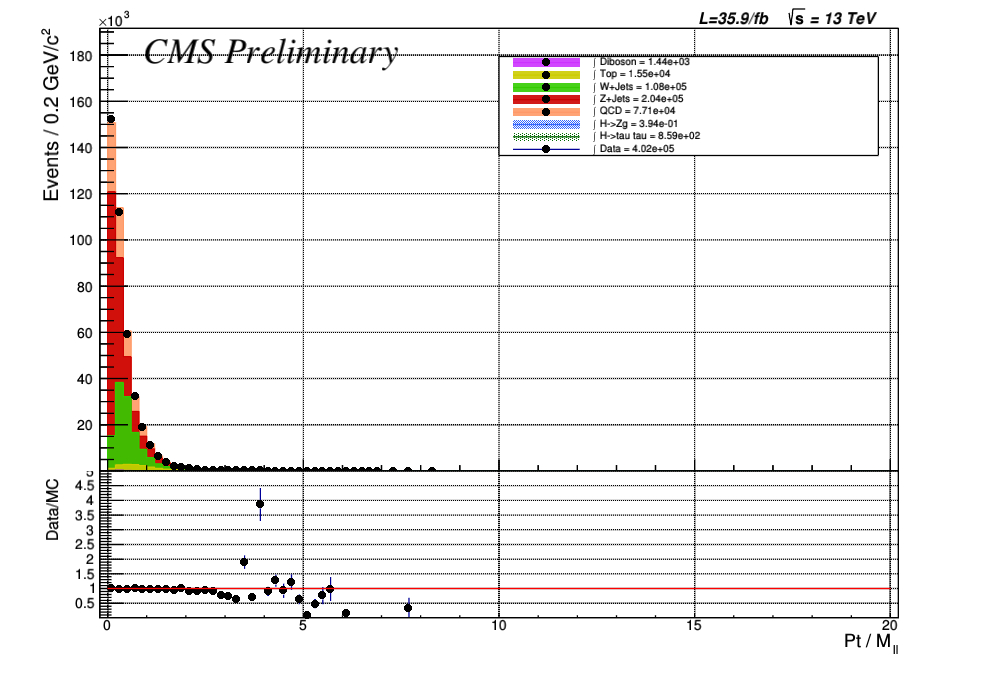 ×10³
L=35.9/fb √s = 13 TeV
CMS Preliminary
Events / 0.2 GeV/c²
180
160
140
120
100
80
60
40
20
∫ Diboson = 1.44e+03
∫ Top = 1.55e+04
∫ W+Jets = 1.08e+05
∫ Z+Jets = 2.04e+05
∫ QCD = 7.71e+04
∫ H->Zg = 3.94e-01
∫ H->tau tau = 8.59e+02
∫ Data = 4.02e+05
Data/MC
5
4.5
4
3.5
3
2.5
2
1.5
1
0.5
0 5 10 15 20
Pt / M_ll